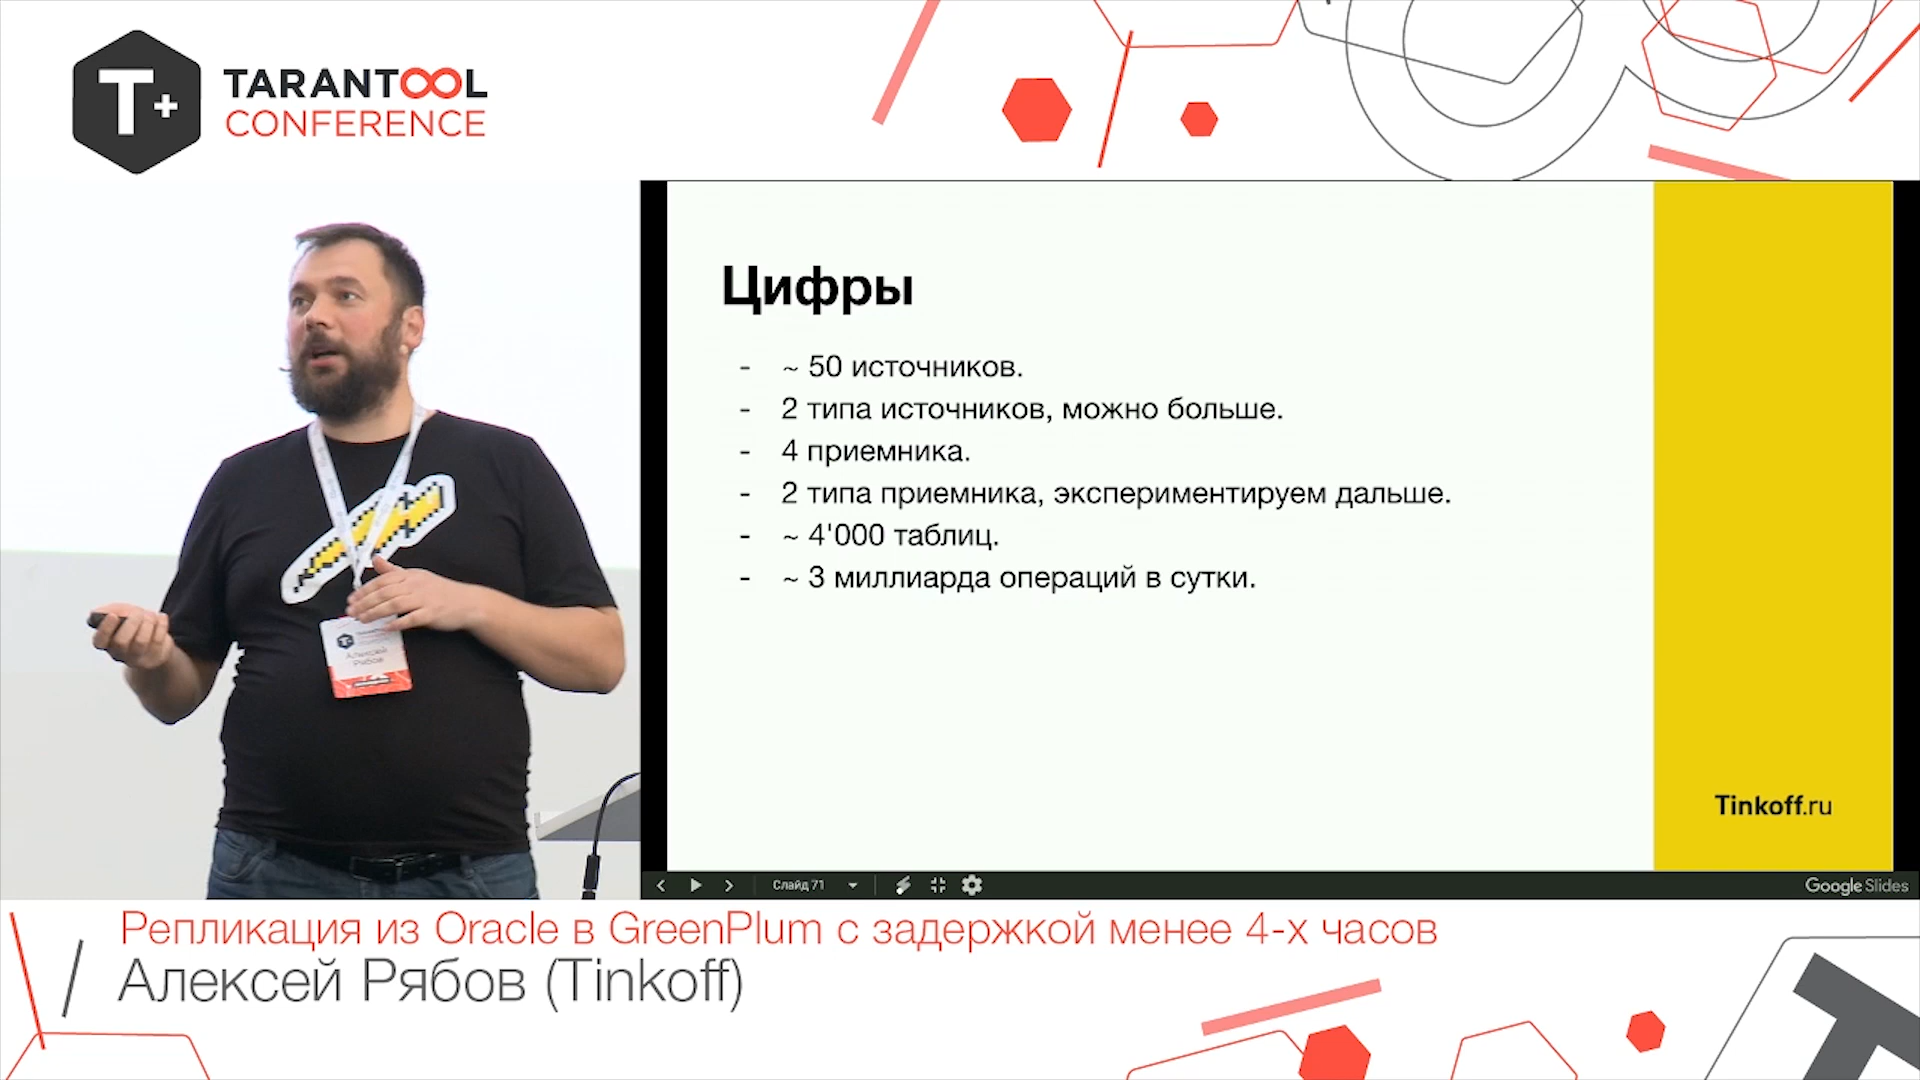 T+
TARANTOOL
CONFERENCE
Цифры
- ~ 50 источников.
- 2 типа источников, можно больше.
- 4 приемника.
- 2 типа приемника, экспериментируем дальше.
- ~ 4'000 таблиц.
- ~ 3 миллиарда операций в сутки.
Tinkoff.ru
Алексей
Рябов
Слайд 71
Google Slides
Репликация из Oracle в GreenPlum с задержкой менее 4-х часов
Алексей Рябов (Tinkoff)